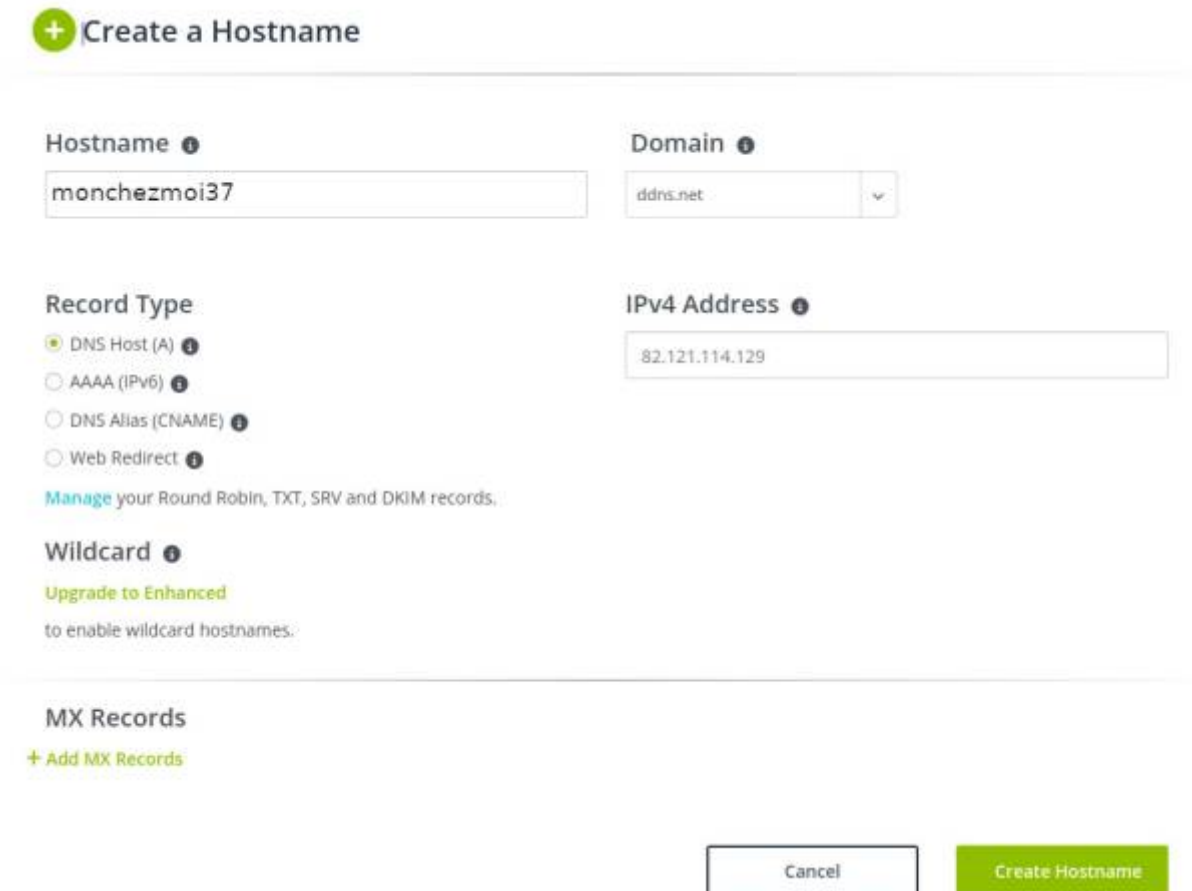 Create a Hostname
Hostname
Domain
monchezmoi37
ddns.net
Record Type
IPv4 Address
DNS Host (A)
82.121.114.129
AAAA (IPv6)
DNS Alias (CNAME)
Web Redirect
Manage your Round Robin, TXT, SRV and DKIM records.
Wildcard
Upgrade to Enhanced
to enable wildcard hostnames.
MX Records
+ Add MX Records
Cancel
Create Hostname